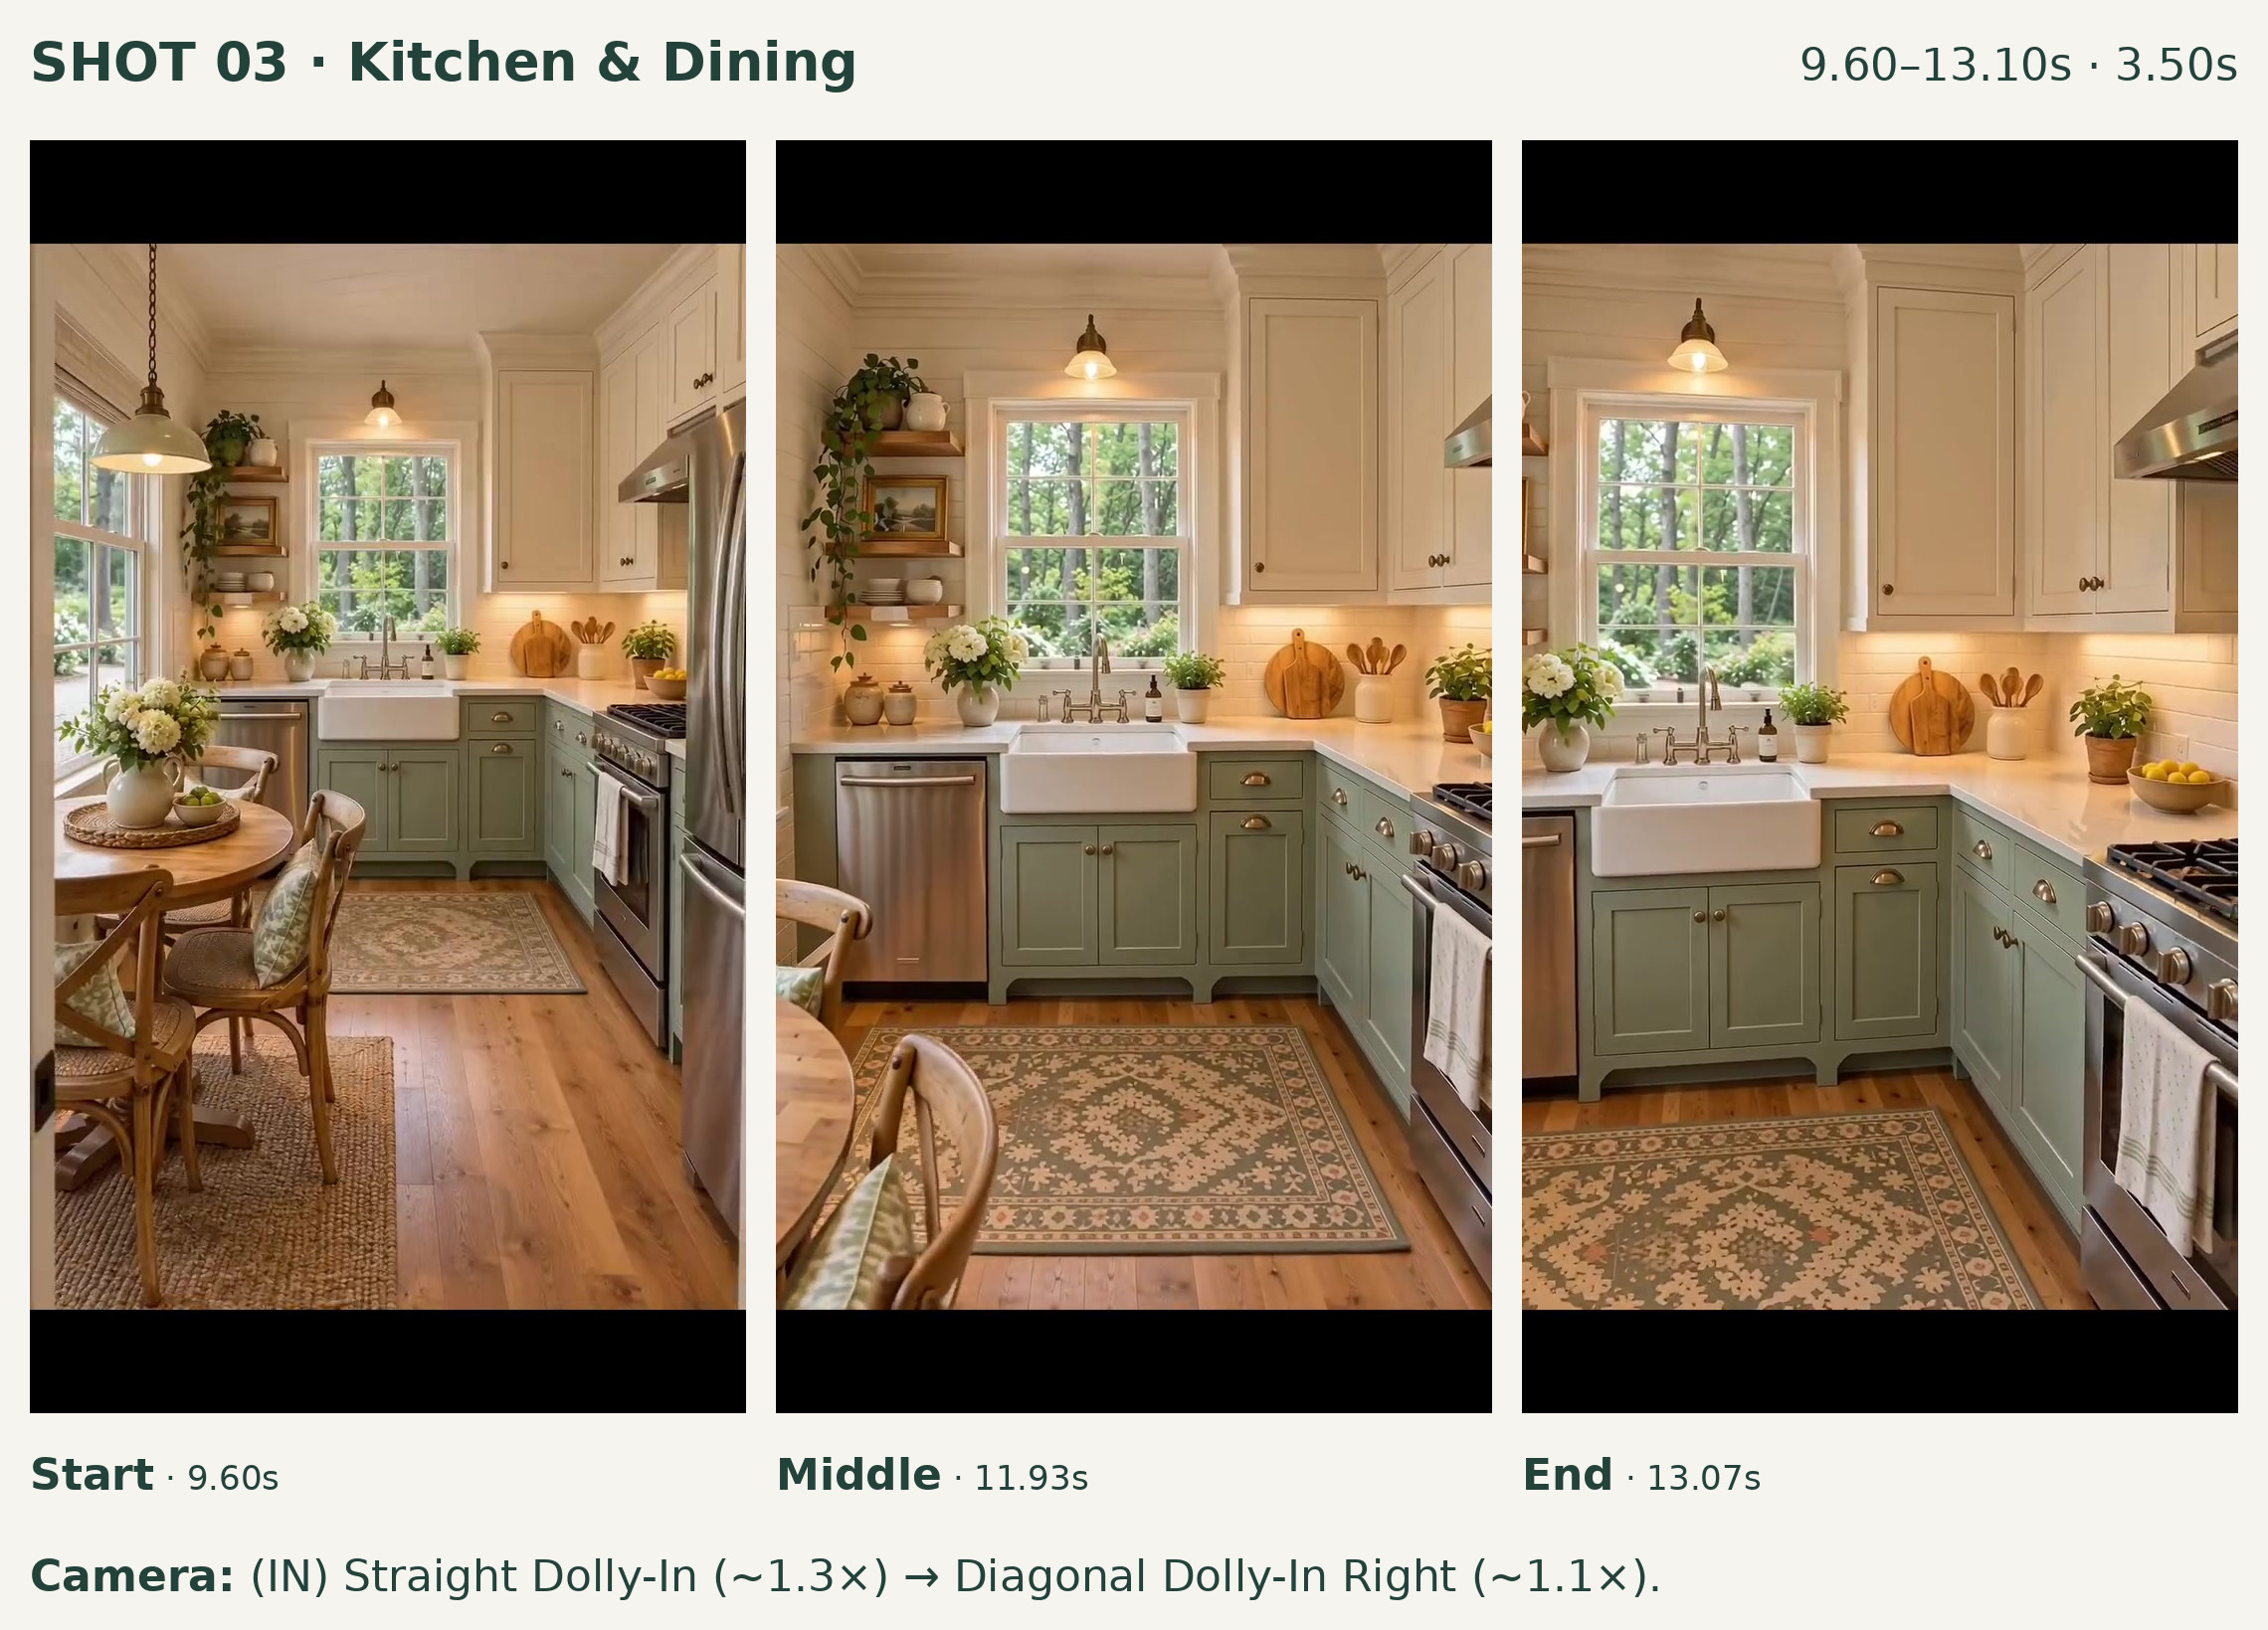 SHOT 03 · Kitchen & Dining
9.60–13.10s · 3.50s
Start · 9.60s
Middle · 11.93s
End · 13.07s
Camera: (IN) Straight Dolly-In (~1.3×) → Diagonal Dolly-In Right (~1.1×).